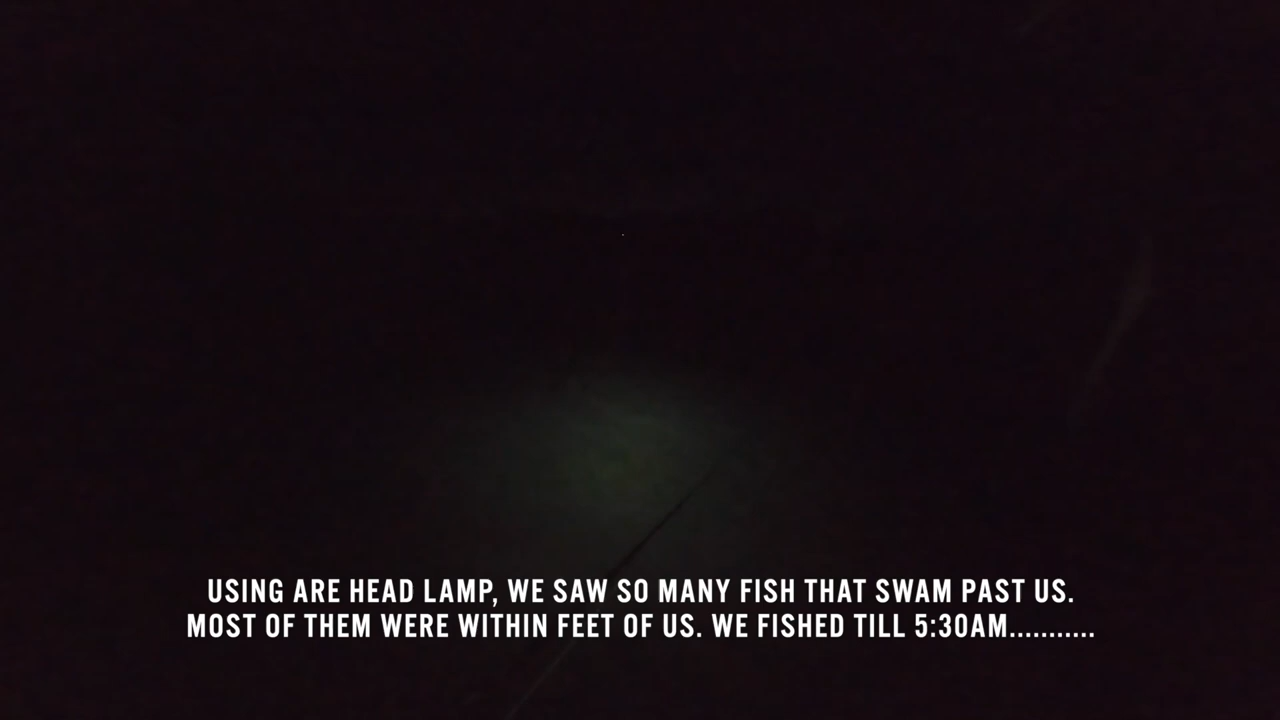 USING ARE HEAD LAMP, WE SAW SO MANY FISH THAT SWAM PAST US.
MOST OF THEM WERE WITHIN FEET OF US. WE FISHED TILL 5:30AM...........